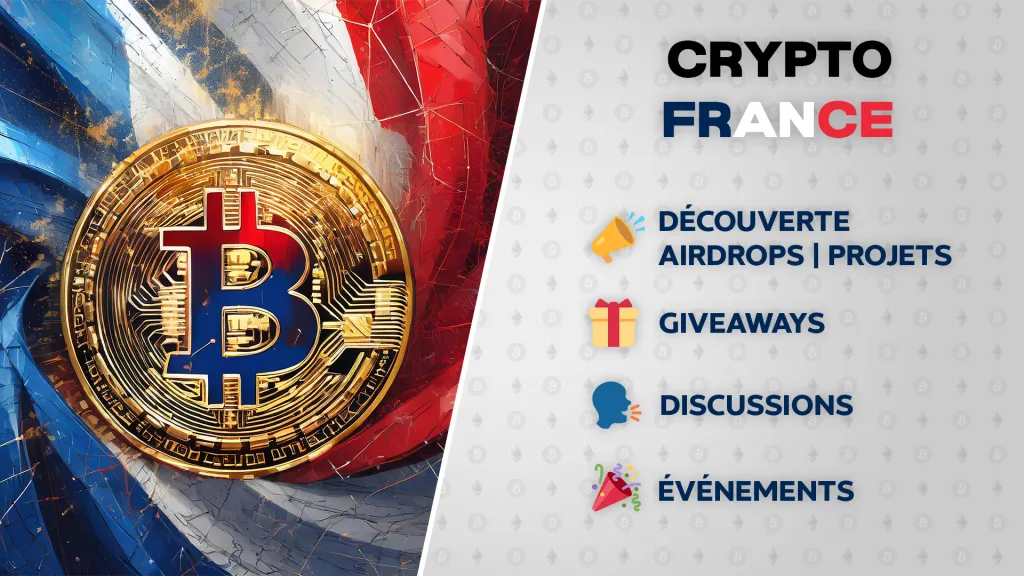 CRYPTO
FRANCE
DÉCOUVERTE
AIRDROPS | PROJETS
GIVEAWAYS
DISCUSSIONS
ÉVÉNEMENTS